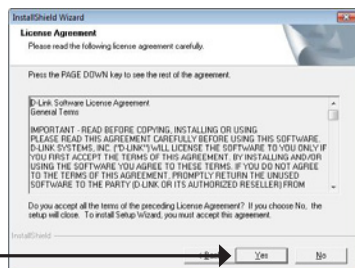 InstallShield Wizard
License Agreement
Please read the following license agreement carefully.
Press the PAGE DOWN key to see the rest of the agreement.
D-Link Software License Agreement
General Terms
IMPORTANT - READ BEFORE COPYING, INSTALLING OR USING
PLEASE READ THIS AGREEMENT CAREFULLY BEFORE USING THIS SOFTWARE.
D-LINK SYSTEMS, INC. ("D-LINK") WILL LICENSE THE SOFTWARE TO YOU ONLY IF
YOU FIRST ACCEPT THE TERMS OF THIS AGREEMENT. BY INSTALLING AND/OR
USING THE SOFTWARE YOU AGREE TO THESE TERMS. IF YOU DO NOT AGREE
TO THE TERMS OF THIS AGREEMENT, PROMPTLY RETURN THE UNUSED
SOFTWARE TO THE PARTY (D-LINK OR ITS AUTHORIZED RESELLER) FROM
Do you accept all the terms of the preceding License Agreement? If you choose No, the
setup will close. To install Setup Wizard, you must accept this agreement.
InstallShield
Yes No